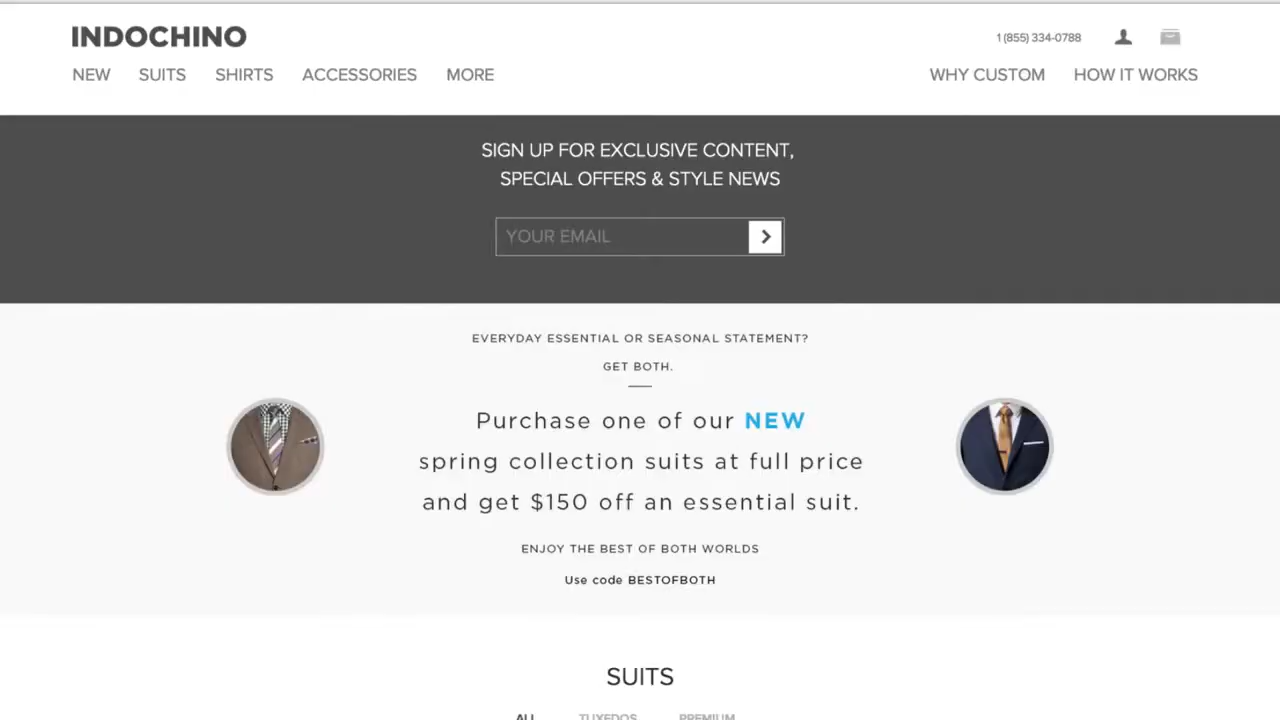 INDOCHINO
1 (855) 334-0788
NEW SUITS SHIRTS ACCESSORIES MORE WHY CUSTOM HOW IT WORKS
SIGN UP FOR EXCLUSIVE CONTENT,
SPECIAL OFFERS & STYLE NEWS
YOUR EMAIL
EVERYDAY ESSENTIAL OR SEASONAL STATEMENT?
GET BOTH.
Purchase one of our NEW
spring collection suits at full price
and get $150 off an essential suit.
ENJOY THE BEST OF BOTH WORLDS
Use code BESTOFBOTH
SUITS
ALL TUXEDOS PREMIUM